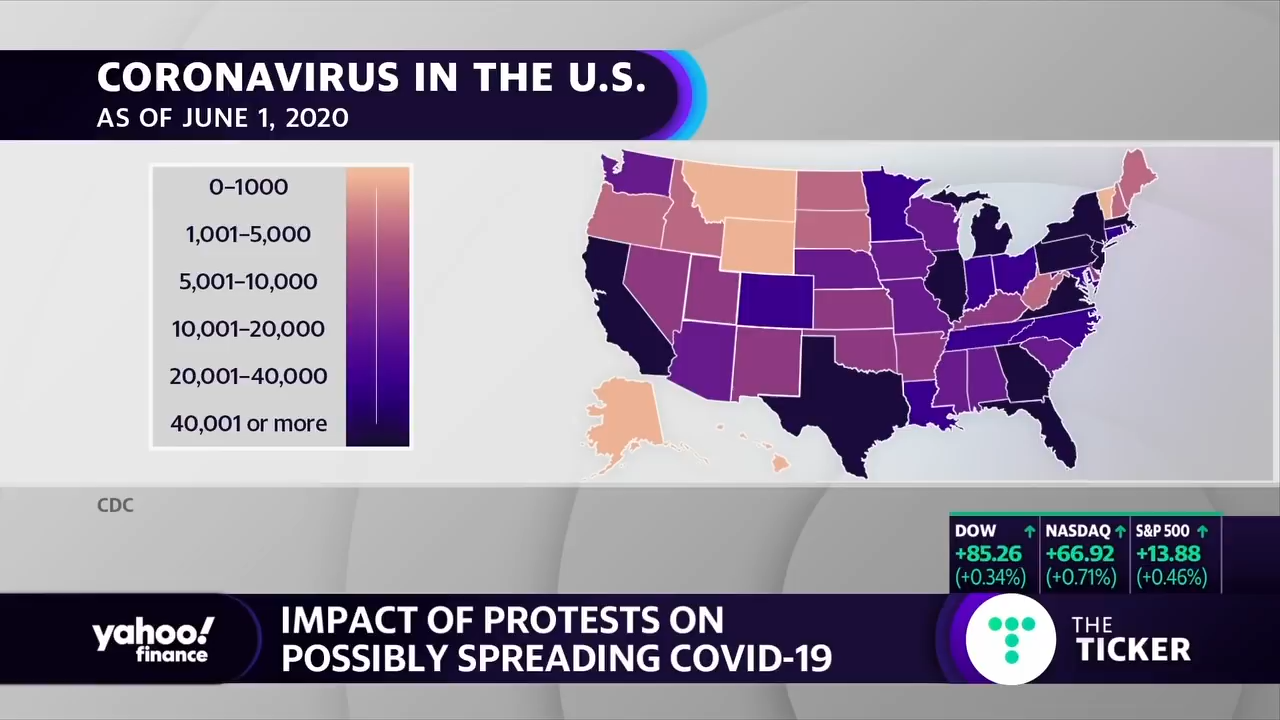 CORONAVIRUS IN THE U.S.
AS OF JUNE 1, 2020
0–1000
1,001–5,000
5,001–10,000
10,001–20,000
20,001–40,000
40,001 or more
CDC
DOW
+85.26
(+0.34%)
NASDAQ
+66.92
(+0.71%)
S&P 500
+13.88
(+0.46%)
yahoo!
finance
IMPACT OF PROTESTS ON
POSSIBLY SPREADING COVID-19
THE
TICKER